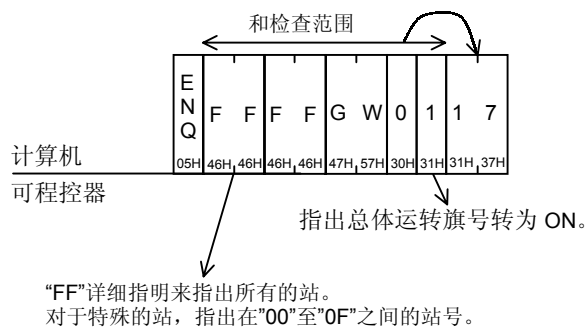 和检查范围
ENQ F F F F G W 0 1 1 7
05H 46H 46H 46H 46H 47H 57H 30H 31H 31H 37H
计算机
可程控器
指出总体运转旗号转为 ON。
“FF”详细指明来指出所有的站。
对于特殊的站，指出在”00”至”0F”之间的站号。